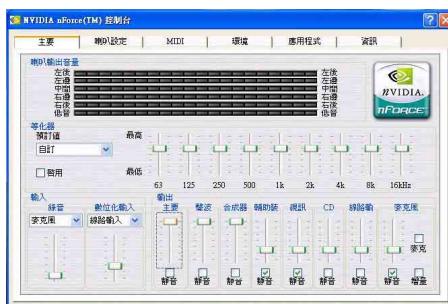 NVIDIA nForce(TM) 控制台
主要 喇叭設定 MIDI 環境 應用程式 資訊
喇叭輸出音量
左後 左後
左邊 左邊
中間 中間
右邊 右邊
右後 右後
低音 低音
NVIDIA.
nFORCE
等化器
預訂值 最高
自訂
啓用 最低
63 125 250 500 1k 2k 4k 8k 16kHz
輸入 輸出
錄音 數位化輸入 主要 聲波 合成器 輔助裝 視訊 CD 線路輸 麥克風
麥克風 線路輸入
麥克
靜音 靜音 靜音 靜音 靜音 靜音 靜音 靜音 增量